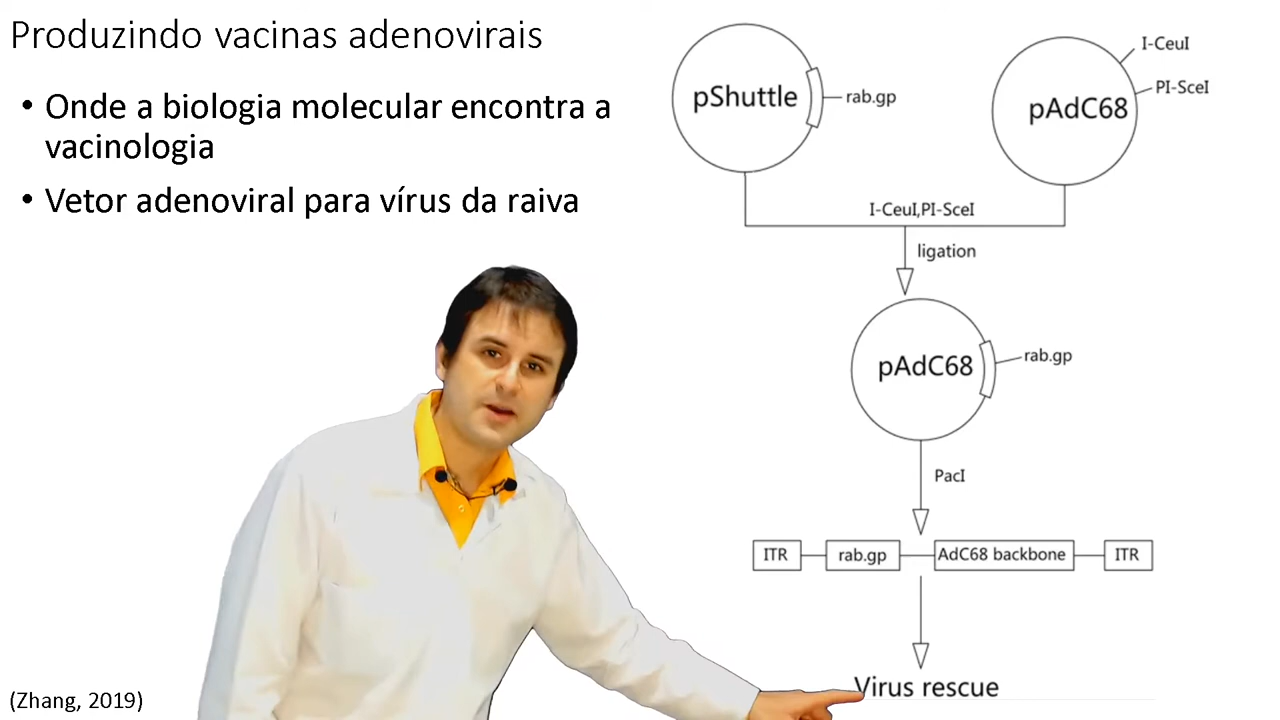 Produzindo vacinas adenovirais
• Onde a biologia molecular encontra a
vacinologia
• Vetor adenoviral para vírus da raiva
pShuttle
rab.gp
pAdC68
I-CeuI
PI-SceI
I-CeuI,PI-SceI
ligation
pAdC68
rab.gp
PacI
ITR
rab.gp
AdC68 backbone
ITR
Virus rescue
(Zhang, 2019)